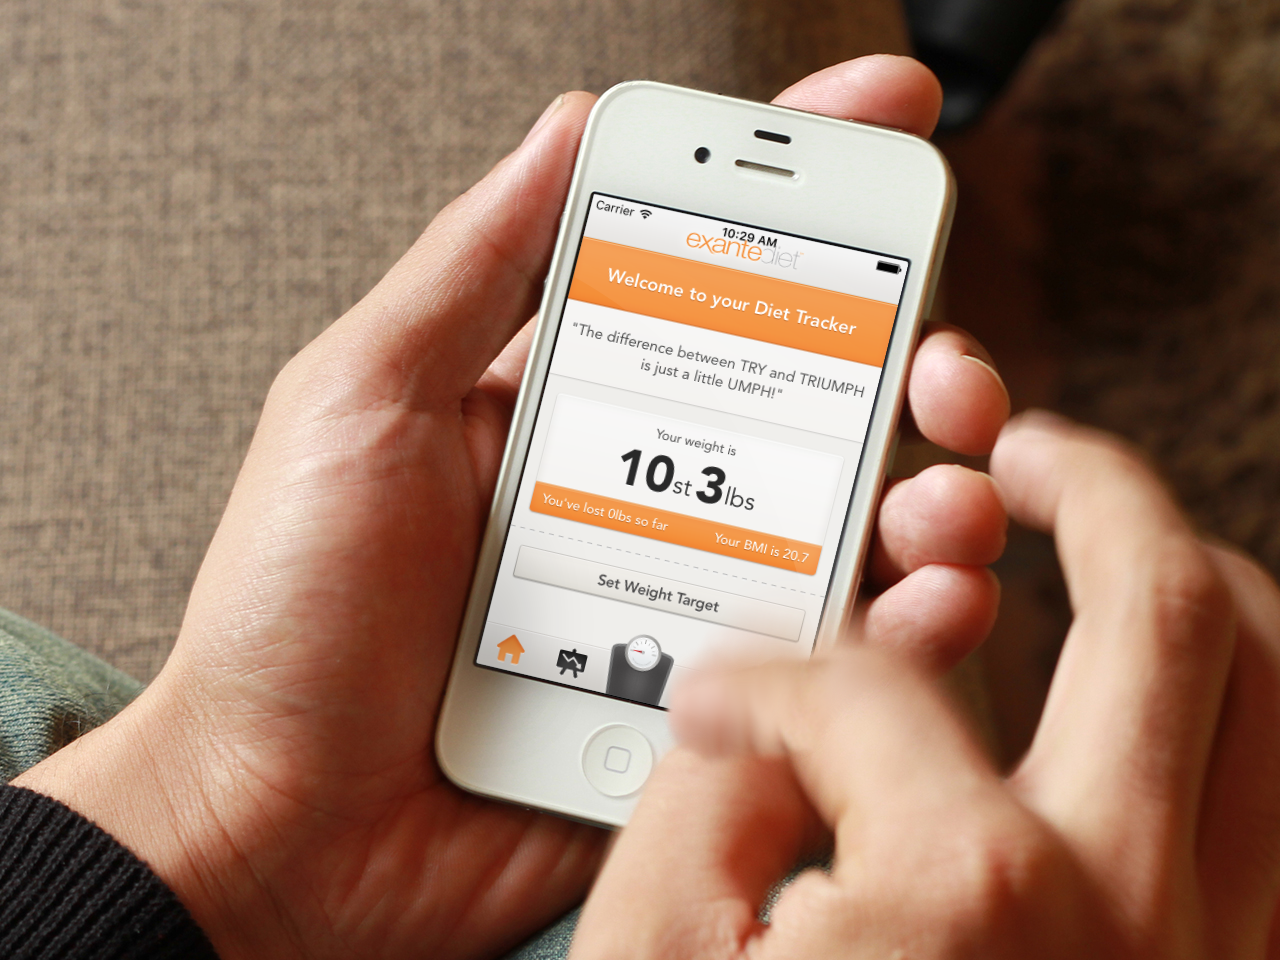 Carrier
10:29 AM
exantediet
Welcome to your Diet Tracker
"The difference between TRY and TRIUMPH
is just a little UMPH!"
Your weight is
10st 3lbs
You've lost 0lbs so far
Your BMI is 20.7
Set Weight Target